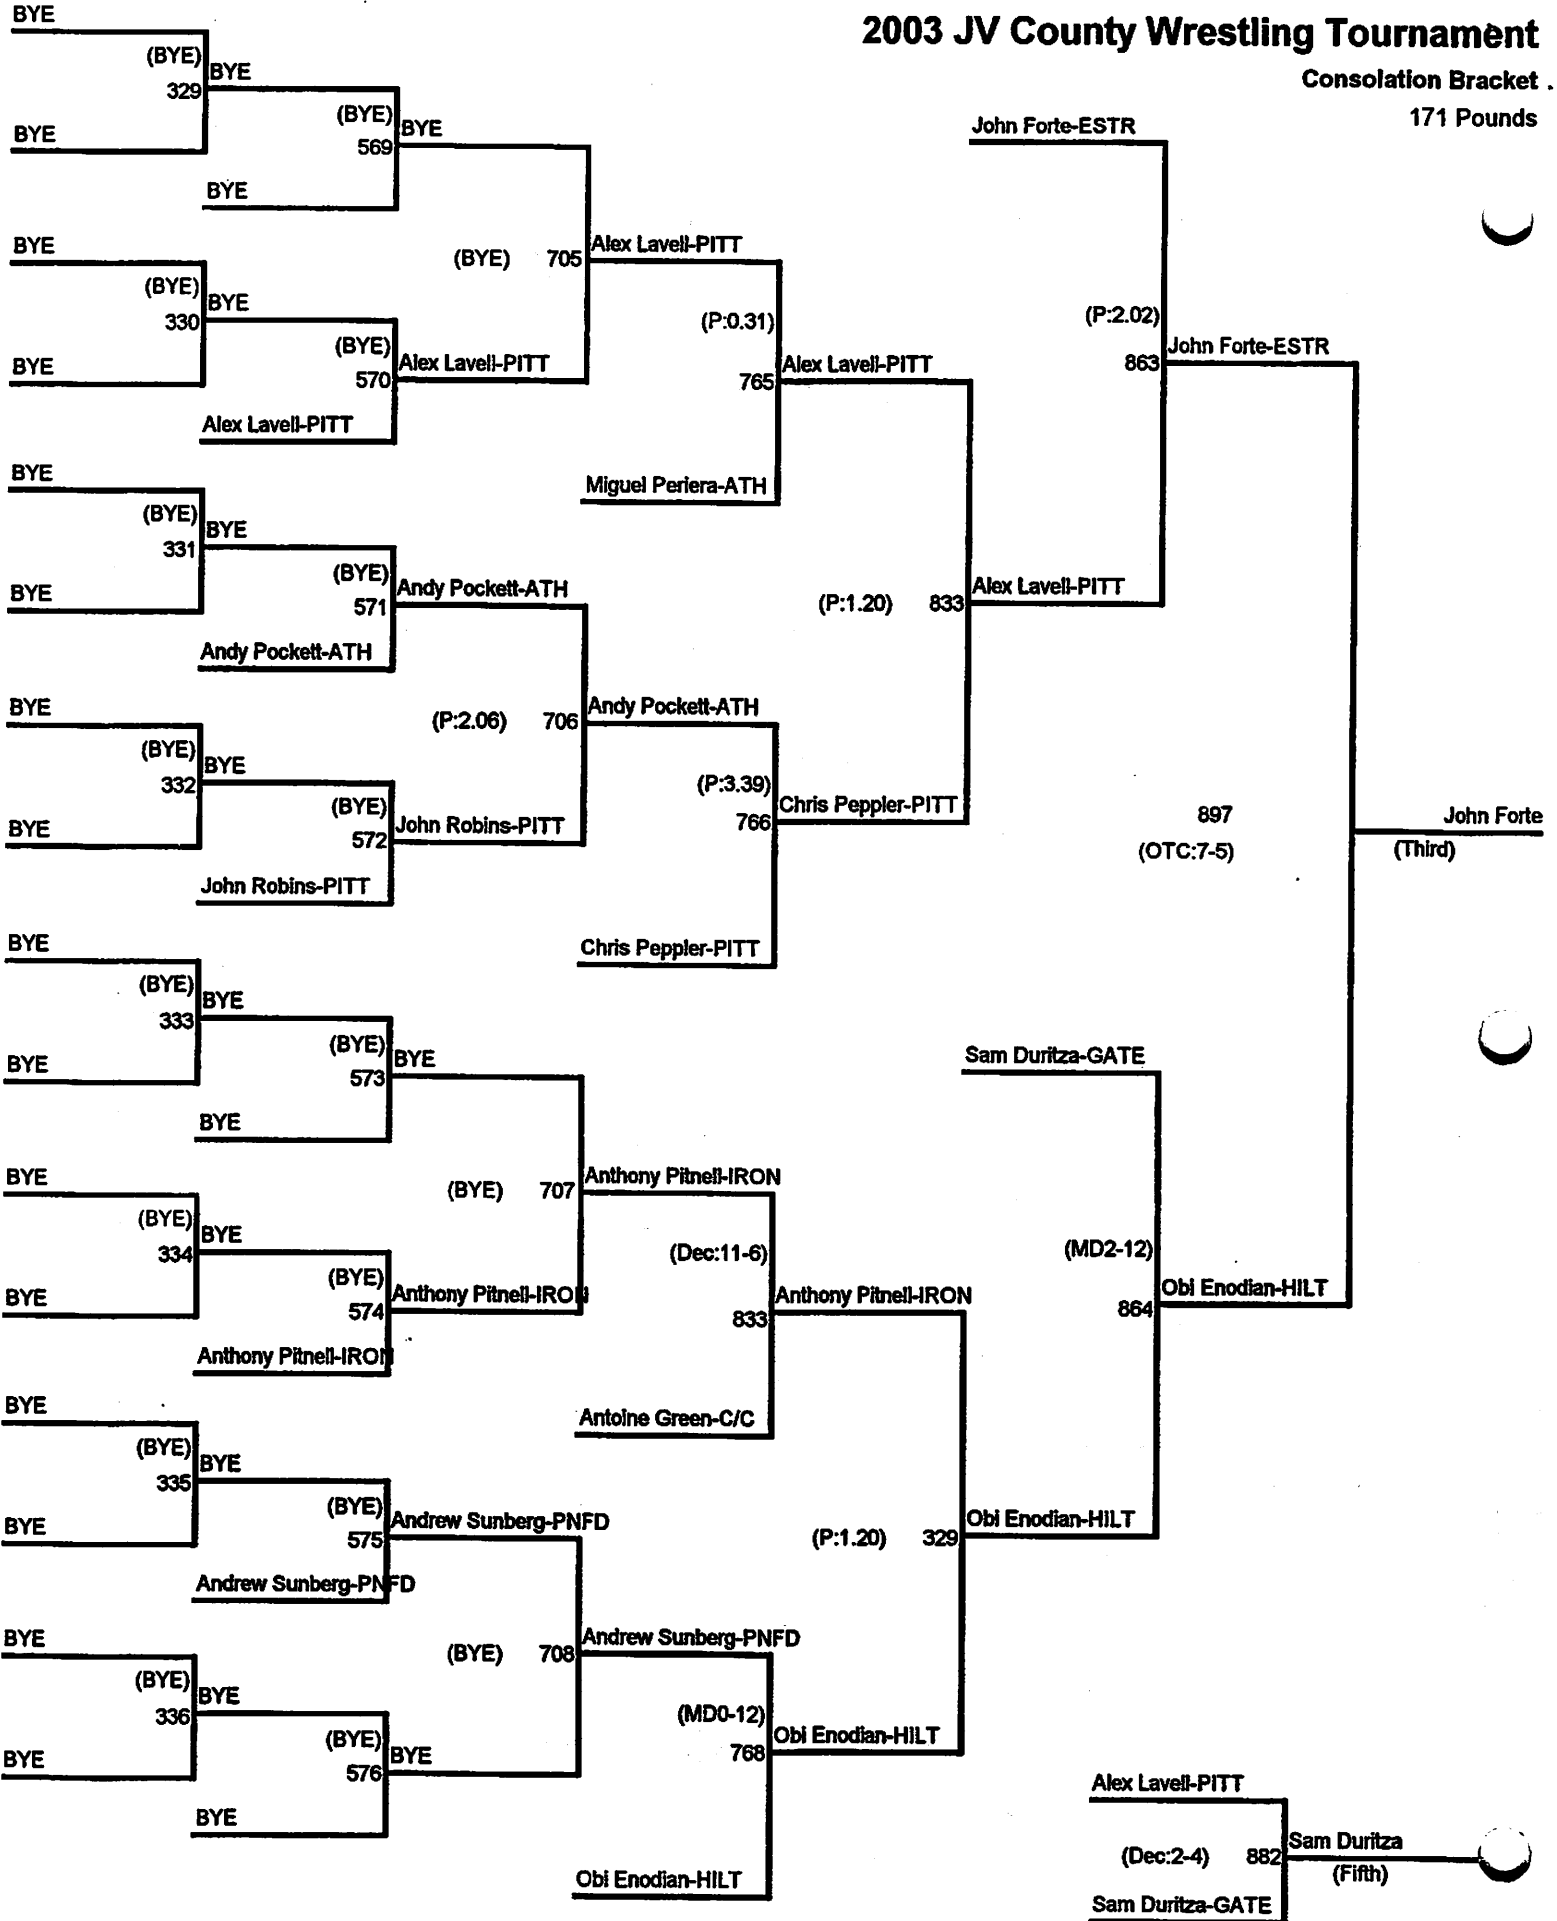 2003 JV County Wrestling Tournament
Consolation Bracket .
171 Pounds
BYE
(BYE)
329
BYE
BYE
(BYE)
569
BYE
BYE
BYE
(BYE)
330
BYE
BYE
(BYE)
570
Alex Lavell-PITT
Alex Lavell-PITT
(BYE) 705
Alex Lavell-PITT
(P:0.31)
765
Alex Lavell-PITT
Miguel Periera-ATH
BYE
(BYE)
331
BYE
BYE
(BYE)
571
Andy Pockett-ATH
Andy Pockett-ATH
BYE
(BYE)
332
BYE
BYE
(BYE)
572
John Robins-PITT
John Robins-PITT
(P:2.06) 706
Andy Pockett-ATH
(P:3.39)
766
Chris Peppler-PITT
Chris Peppler-PITT
(P:1.20) 833
Alex Lavell-PITT
John Forte-ESTR
(P:2.02)
863
John Forte-ESTR
897
(OTC:7-5)
John Forte
(Third)
BYE
(BYE)
333
BYE
BYE
(BYE)
573
BYE
BYE
BYE
(BYE)
334
BYE
BYE
(BYE)
574
Anthony Pitnell-IRON
Anthony Pitnell-IRON
(BYE) 707
Anthony Pitnell-IRON
(Dec:11-6)
833
Anthony Pitnell-IRON
Antoine Green-C/C
BYE
(BYE)
335
BYE
BYE
(BYE)
575
Andrew Sunberg-PNFD
Andrew Sunberg-PNFD
BYE
(BYE)
336
BYE
BYE
(BYE)
576
BYE
BYE
(BYE) 708
Andrew Sunberg-PNFD
(MD0-12)
768
Obi Enodian-HILT
Obi Enodian-HILT
(P:1.20) 329
Obi Enodian-HILT
Sam Duritza-GATE
(MD2-12)
864
Obi Enodian-HILT
Alex Lavell-PITT
(Dec:2-4) 882
Sam Duritza
(Fifth)
Sam Duritza-GATE